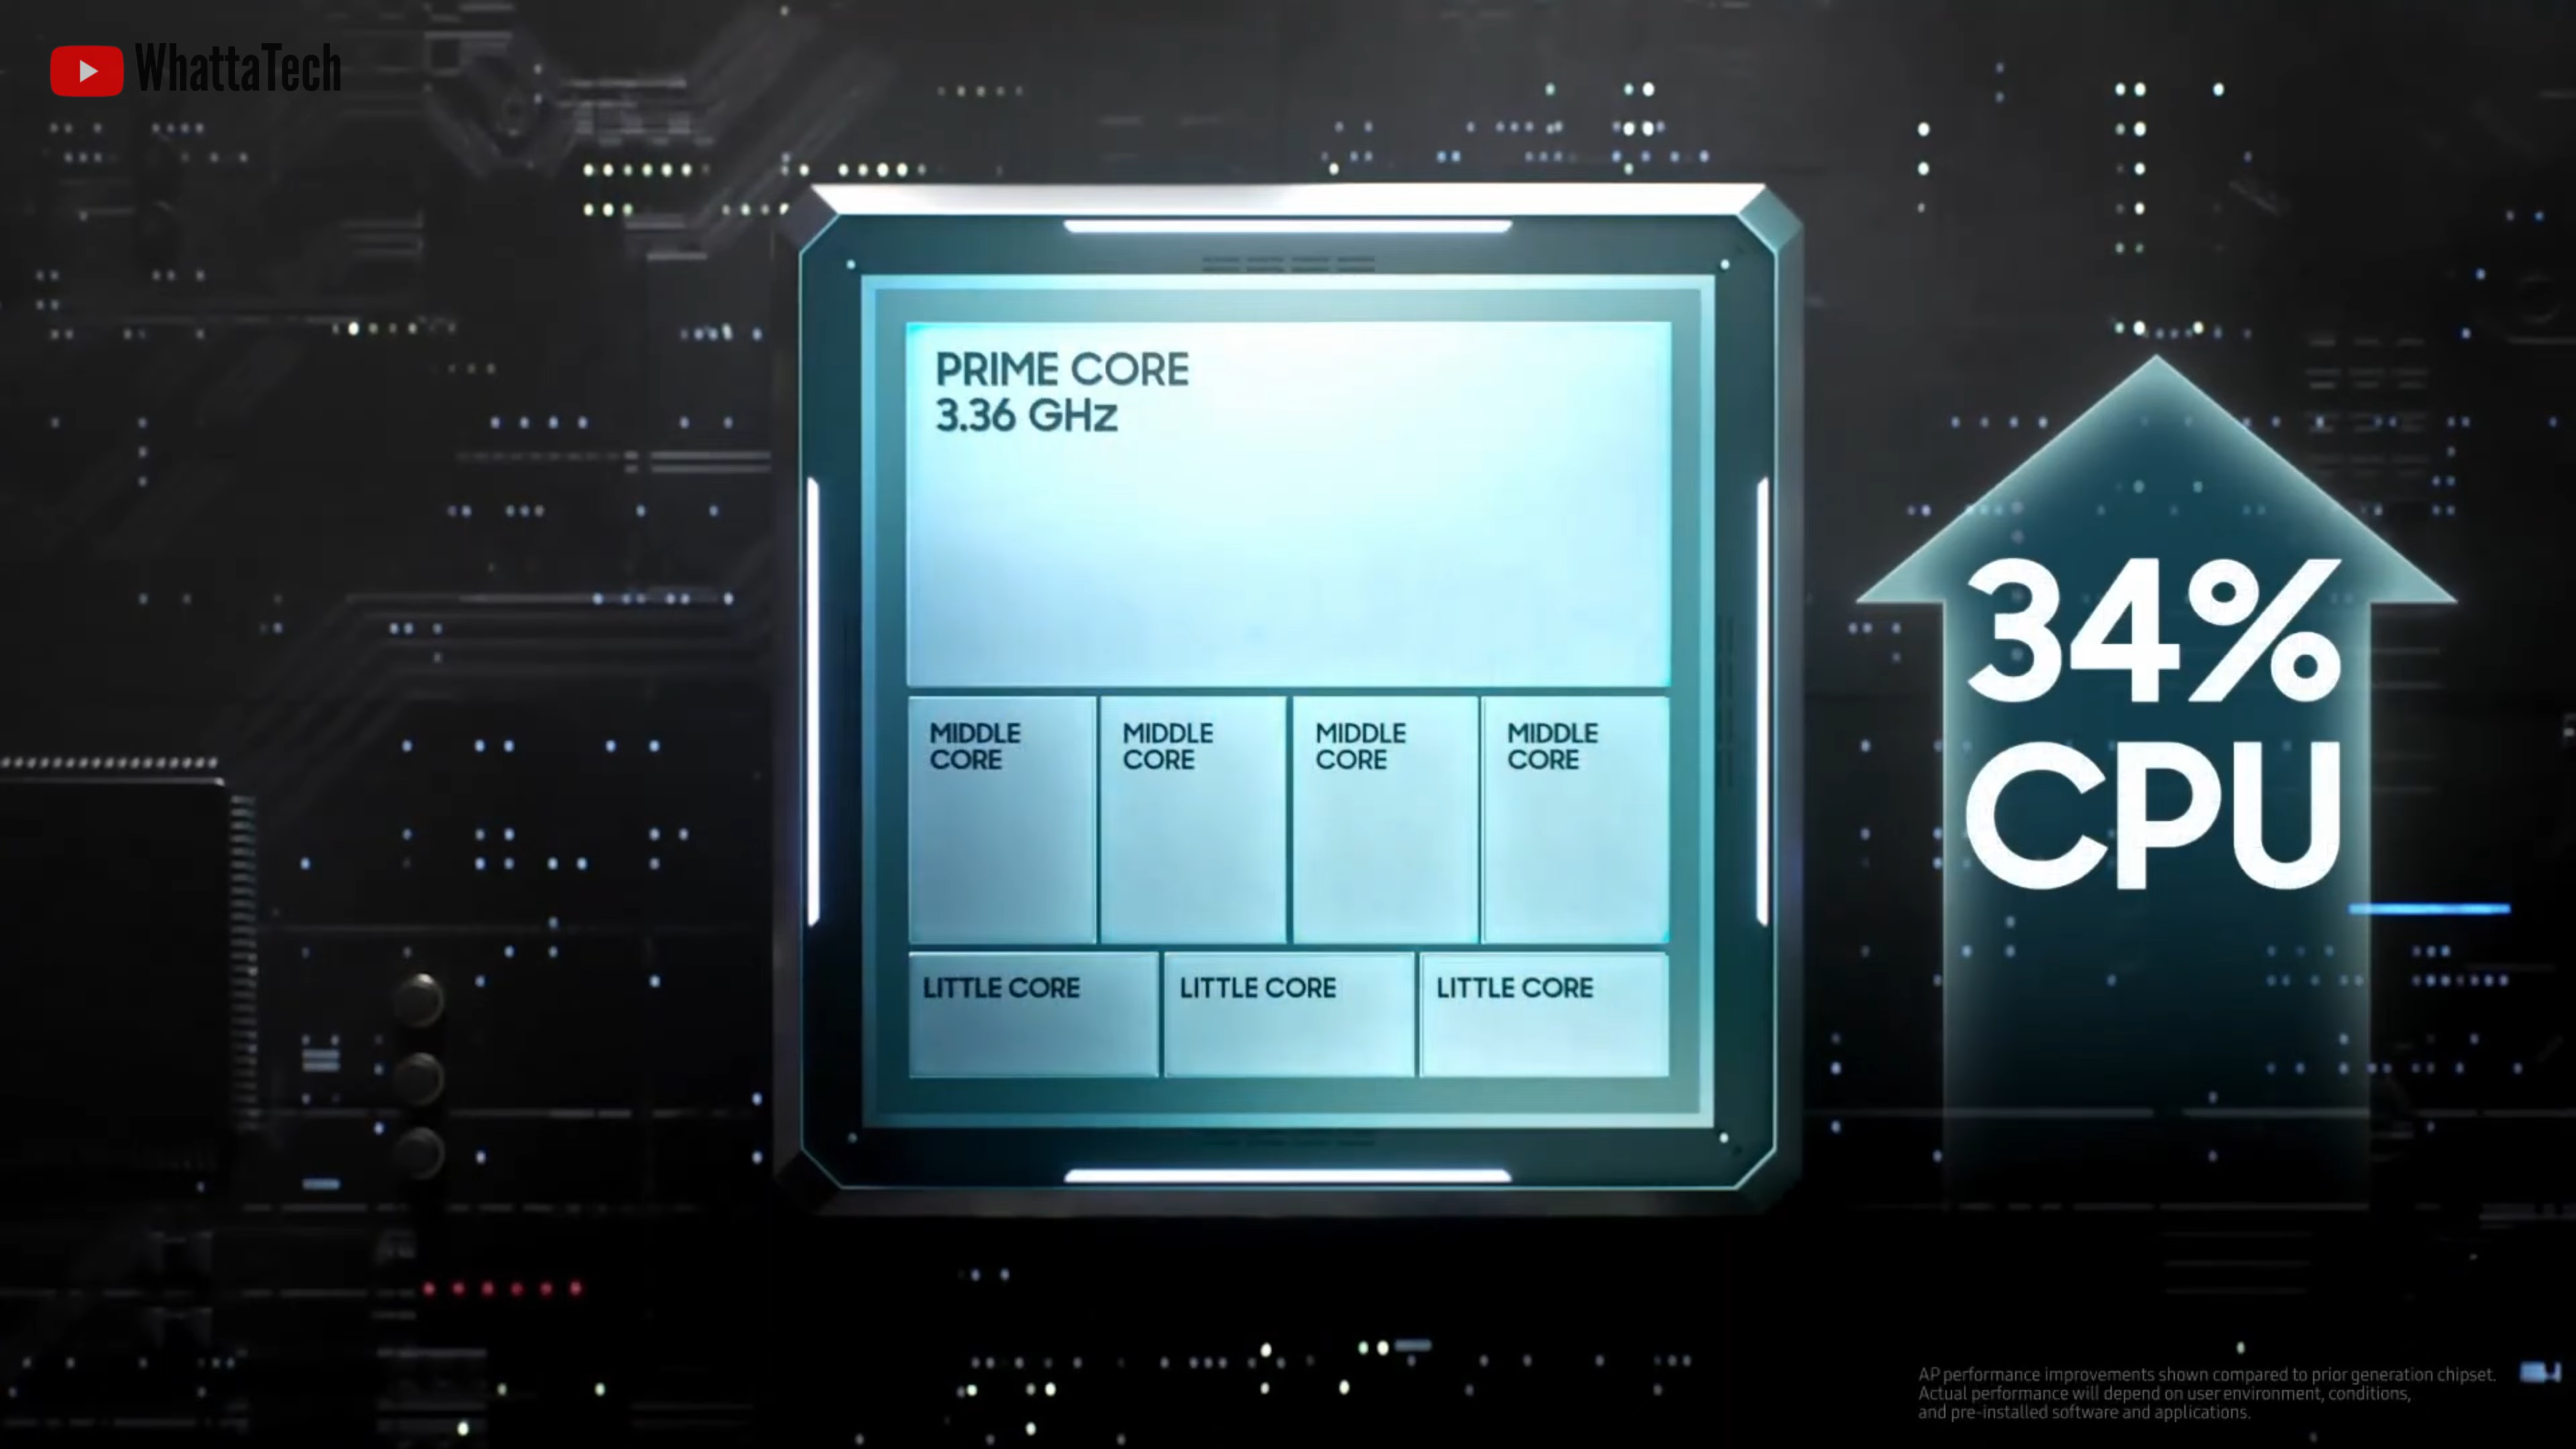 WhattaTech
PRIME CORE
3.36 GHz
34%
CPU
MIDDLE
CORE
MIDDLE
CORE
MIDDLE
CORE
MIDDLE
CORE
LITTLE CORE
LITTLE CORE
LITTLE CORE
AP performance improvements shown compared to prior generation chipset.
Actual performance will depend on user environment, conditions,
and pre-installed software and applications.